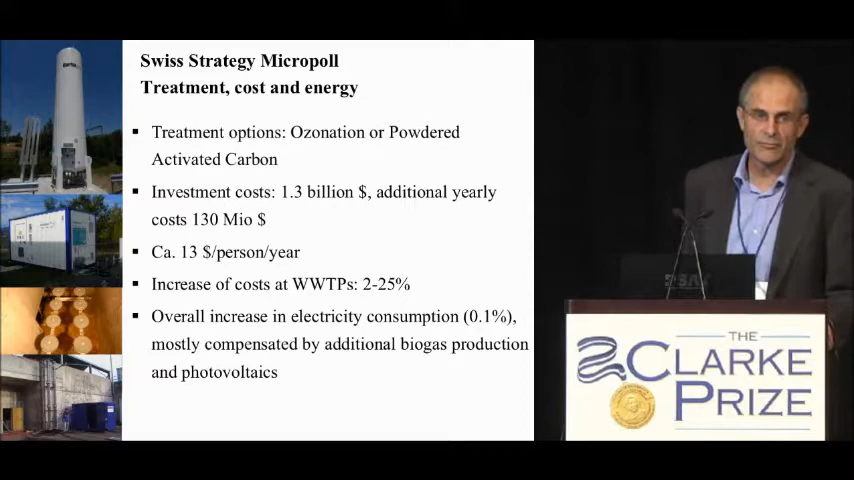 Swiss Strategy Micropoll
Treatment, cost and energy
▪ Treatment options: Ozonation or Powdered
Activated Carbon
▪ Investment costs: 1.3 billion $, additional yearly
costs 130 Mio $
▪ Ca. 13 $/person/year
▪ Increase of costs at WWTPs: 2-25%
▪ Overall increase in electricity consumption (0.1%),
mostly compensated by additional biogas production
and photovoltaics
THE
CLARKE
PRIZE